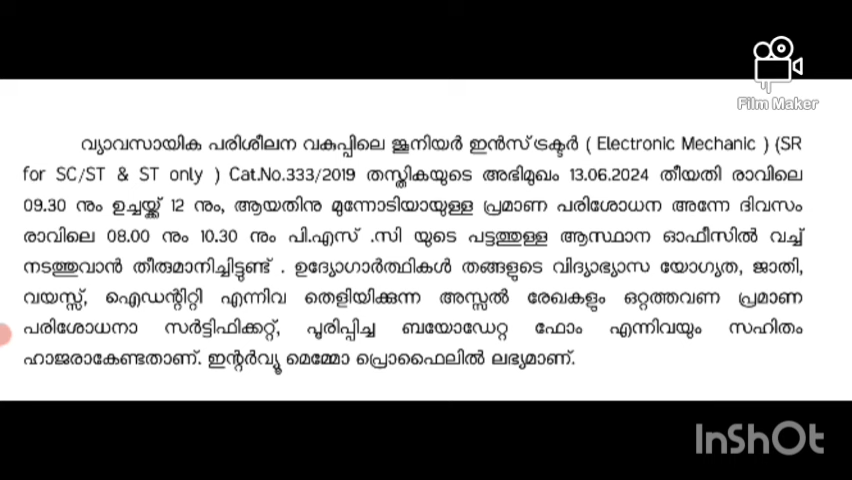 Film Maker
വ്യാവസായിക പരിശീലന വകുപ്പിലെ ജൂനിയർ ഇൻസ്ട്രക്ടർ ( Electronic Mechanic ) (SR
for SC/ST & ST only ) Cat.No.333/2019 തസ്തികയുടെ അഭിമുഖം 13.06.2024 തീയതി രാവിലെ
09.30 നും ഉച്ചയ്ക്ക് 12 നും, ആയതിനു മുന്നോടിയായുള്ള പ്രമാണ പരിശോധന അന്നേ ദിവസം
രാവിലെ 08.00 നും 10.30 നും പി.എസ് .സി യുടെ പട്ടത്തുള്ള ആസ്ഥാന ഓഫീസിൽ വച്ച്
നടത്തുവാൻ തീരുമാനിച്ചിട്ടുണ്ട് . ഉദ്യോഗാർത്ഥികൾ തങ്ങളുടെ വിദ്യാഭ്യാസ യോഗ്യത, ജാതി,
വയസ്സ്, ഐഡന്റിറ്റി എന്നിവ തെളിയിക്കുന്ന അസ്സൽ രേഖകളും ഒറ്റത്തവണ പ്രമാണ
പരിശോധനാ സർട്ടിഫിക്കറ്റ്, പൂരിപ്പിച്ച ബയോഡേറ്റ ഫോം എന്നിവയും സഹിതം
ഹാജരാകേണ്ടതാണ്. ഇന്റർവ്യൂ മെമ്മോ പ്രൊഫൈലിൽ ലഭ്യമാണ്.
InShOt